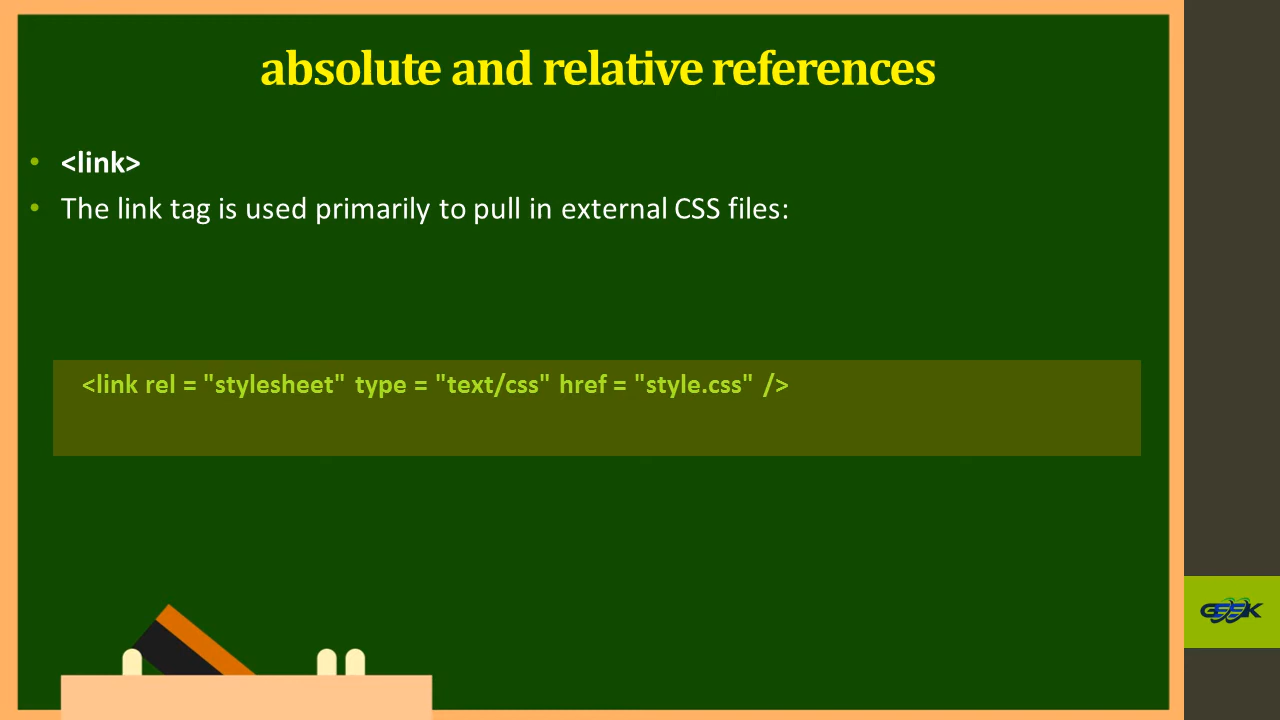 absolute and relative references
• <link>
• The link tag is used primarily to pull in external CSS files:
<link rel = "stylesheet" type = "text/css" href = "style.css" />
GEEK